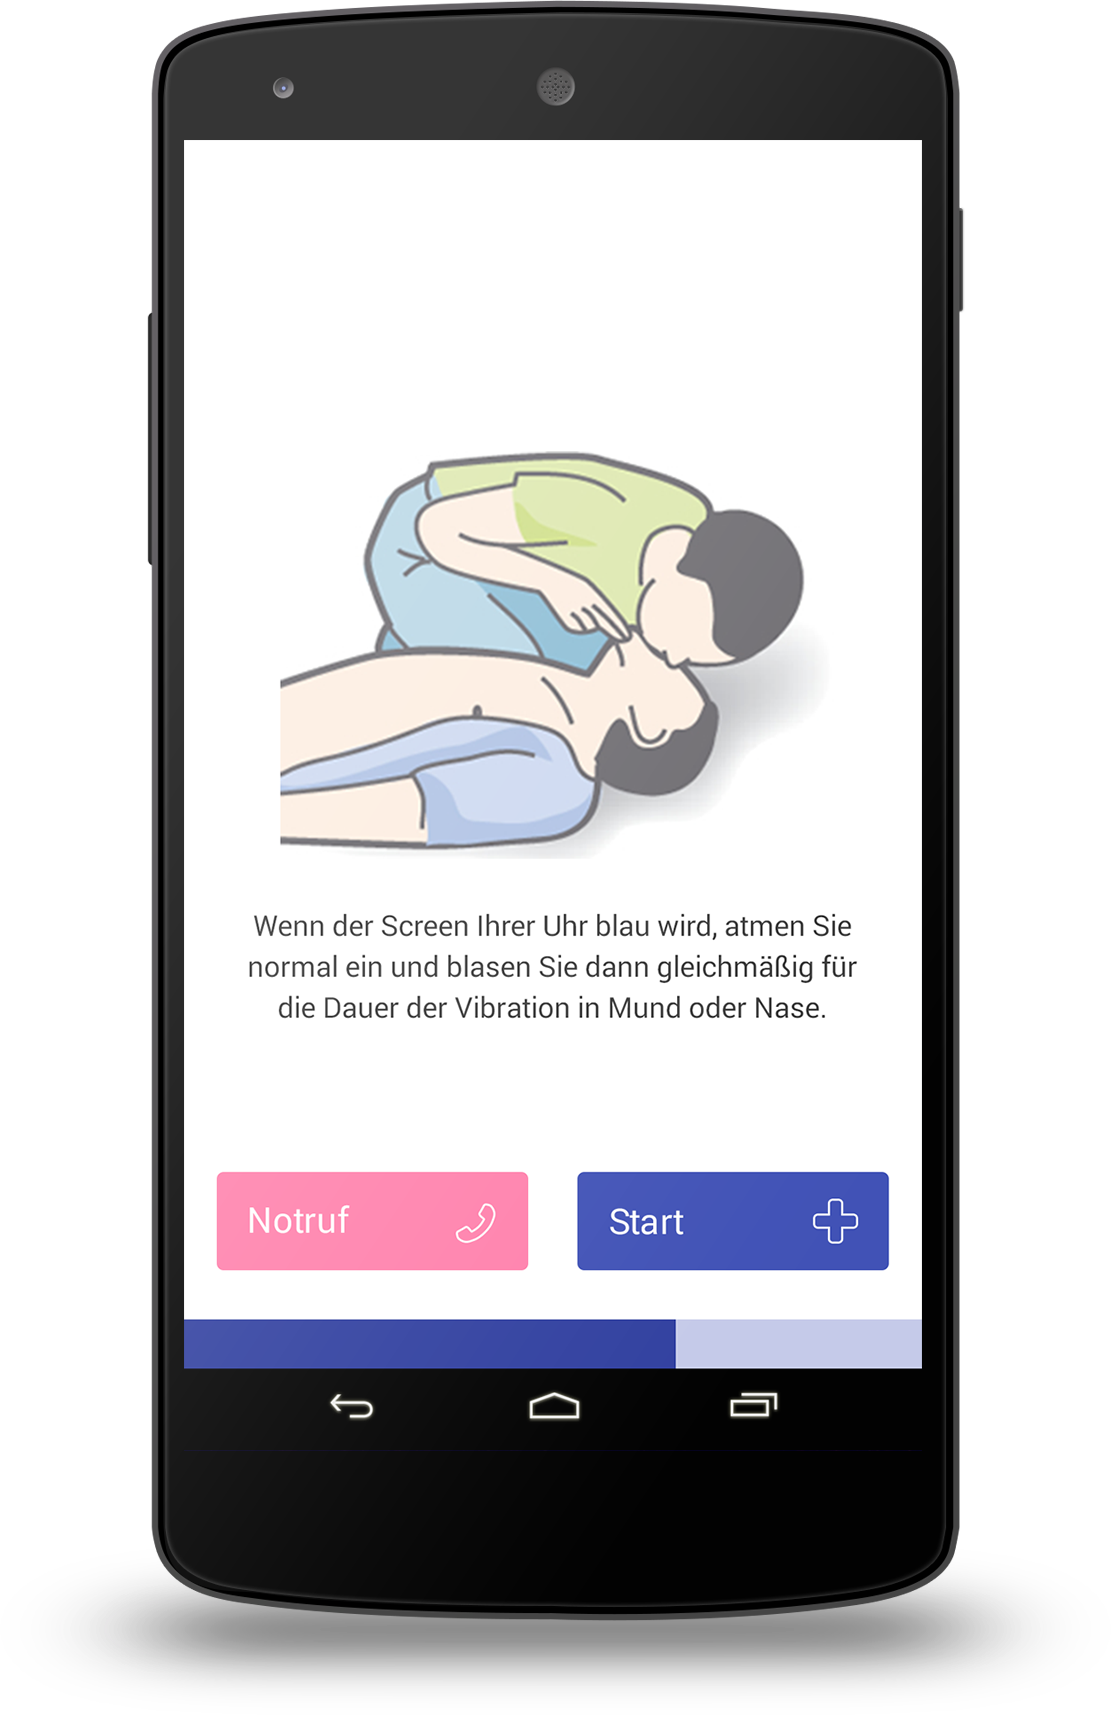 Wenn der Screen Ihrer Uhr blau wird, atmen Sie
normal ein und blasen Sie dann gleichmäßig für
die Dauer der Vibration in Mund oder Nase.
Notruf
Start